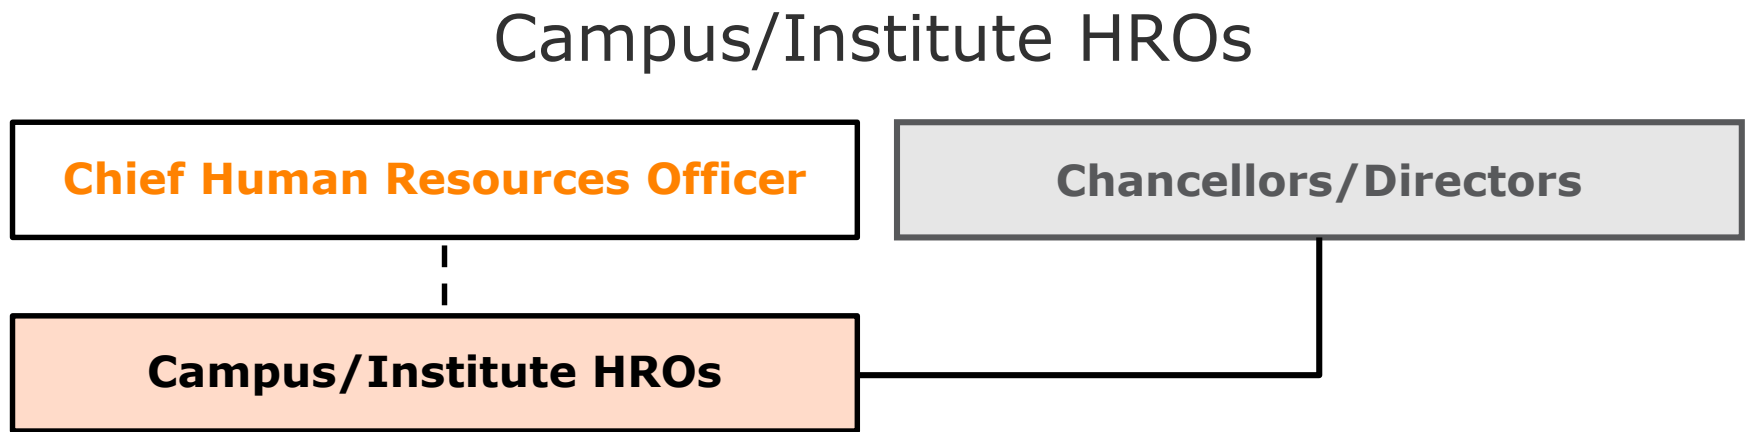 Campus/Institute HROs
Chief Human Resources Officer
Chancellors/Directors
Campus/Institute HROs